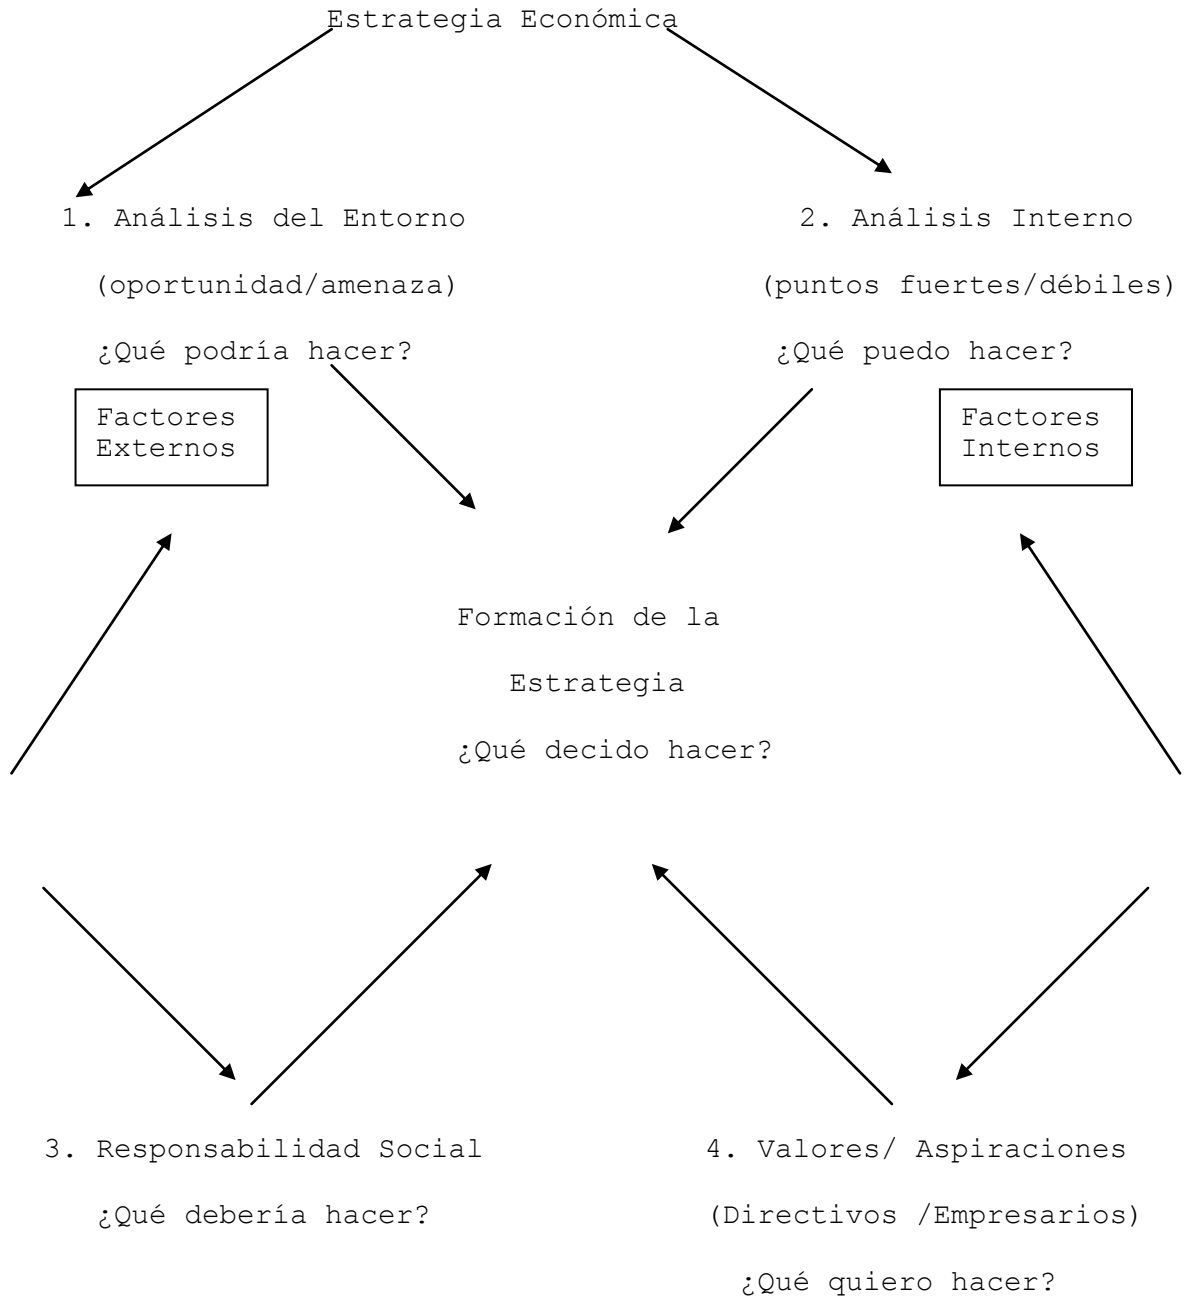 Estrategia Económica
1. Análisis del Entorno
(oportunidad/amenaza)
¿Qué podría hacer?
2. Análisis Interno
(puntos fuertes/débiles)
¿Qué puedo hacer?
Factores
Externos
Factores
Internos
Formación de la
Estrategia
¿Qué decido hacer?
3. Responsabilidad Social
¿Qué debería hacer?
4. Valores/ Aspiraciones
(Directivos /Empresarios)
¿Qué quiero hacer?